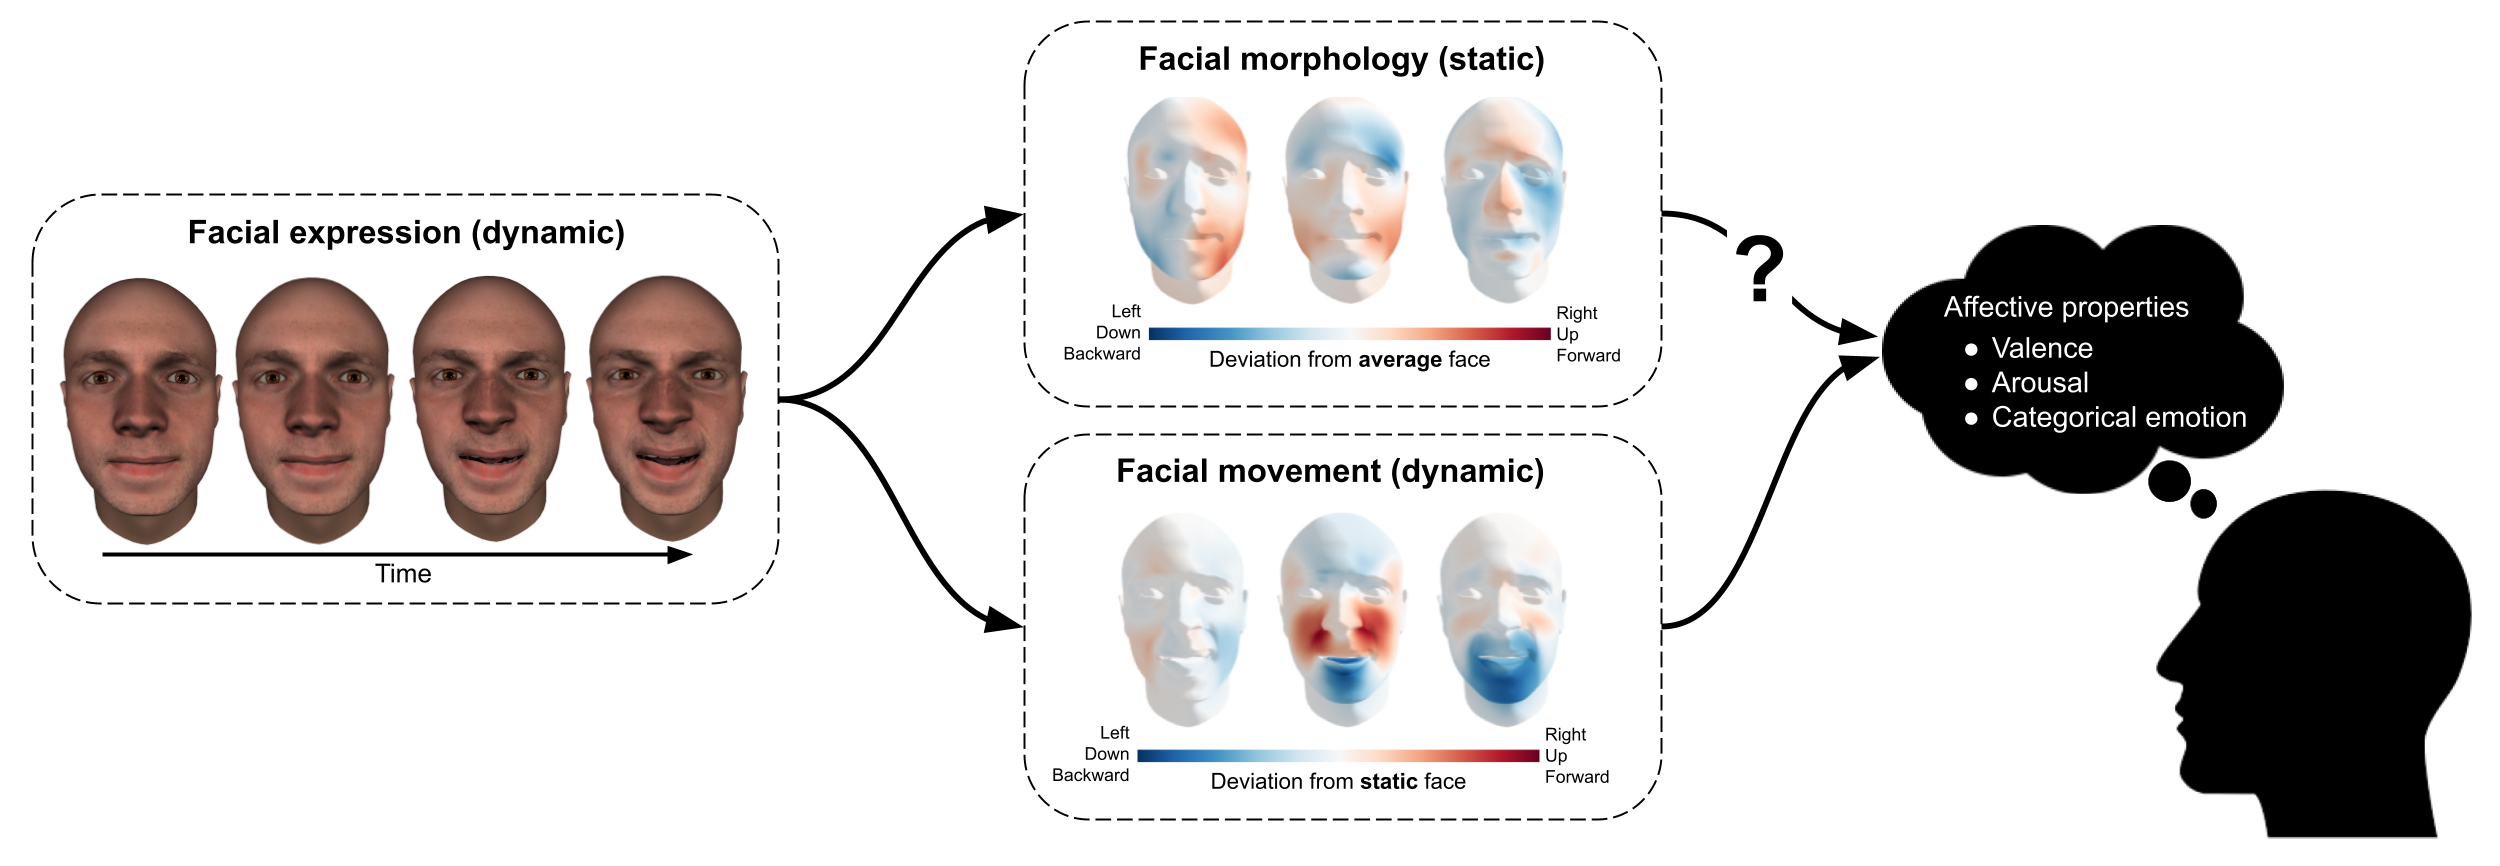 Facial expression (dynamic)
Time
Facial morphology (static)
Left
Down
Backward
Right
Up
Forward
Deviation from average face
?
Facial movement (dynamic)
Left
Down
Backward
Right
Up
Forward
Deviation from static face
Affective properties
● Valence
● Arousal
● Categorical emotion